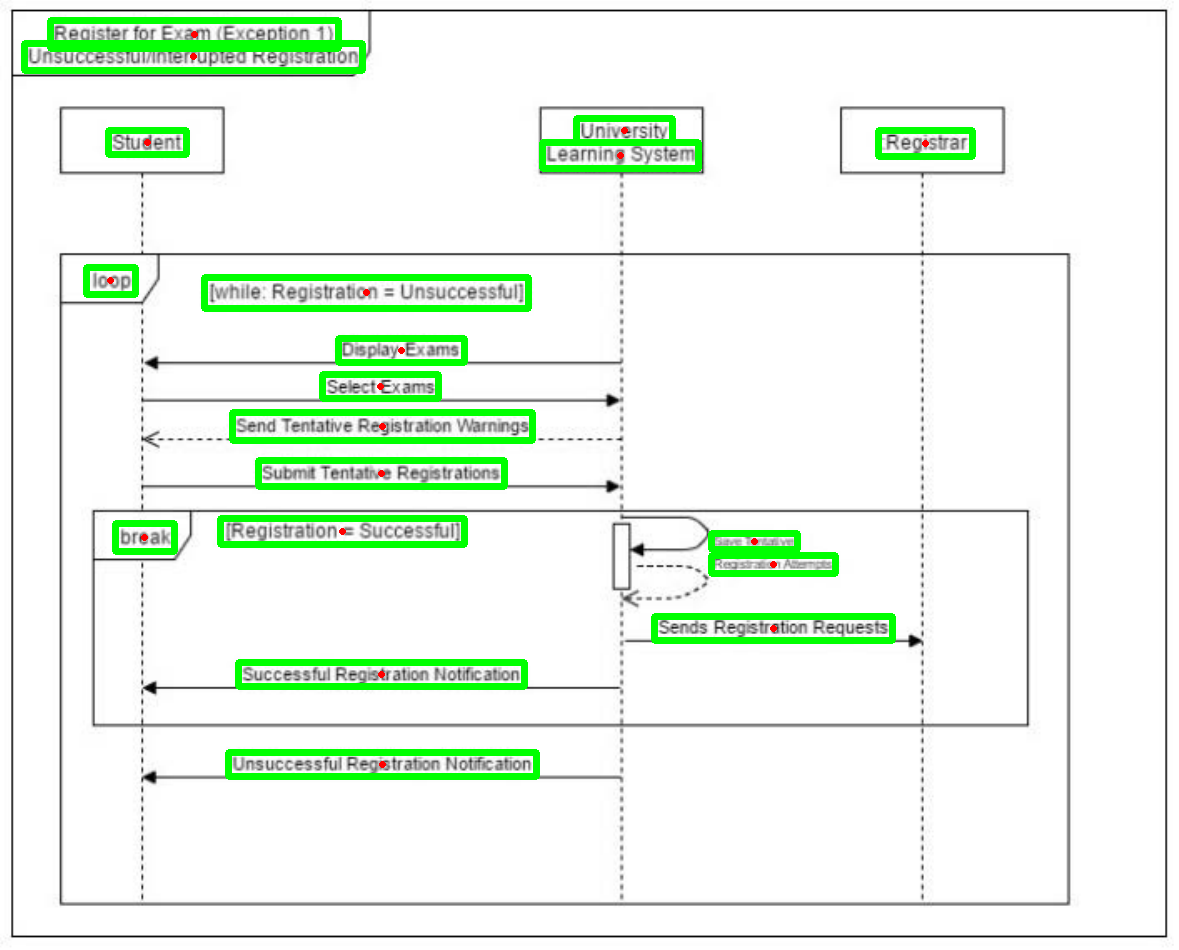 Register for Exam (Exception 1)
Unsuccessful/Interrupted Registration
Student
University
Learning System
:Registrar
loop
[while: Registration = Unsuccessful]
Display Exams
Select Exams
Send Tentative Registration Warnings
Submit Tentative Registrations
break
[Registration = Successful]
Save Tentative
Registration Attempts
Sends Registration Requests
Successful Registration Notification
Unsuccessful Registration Notification